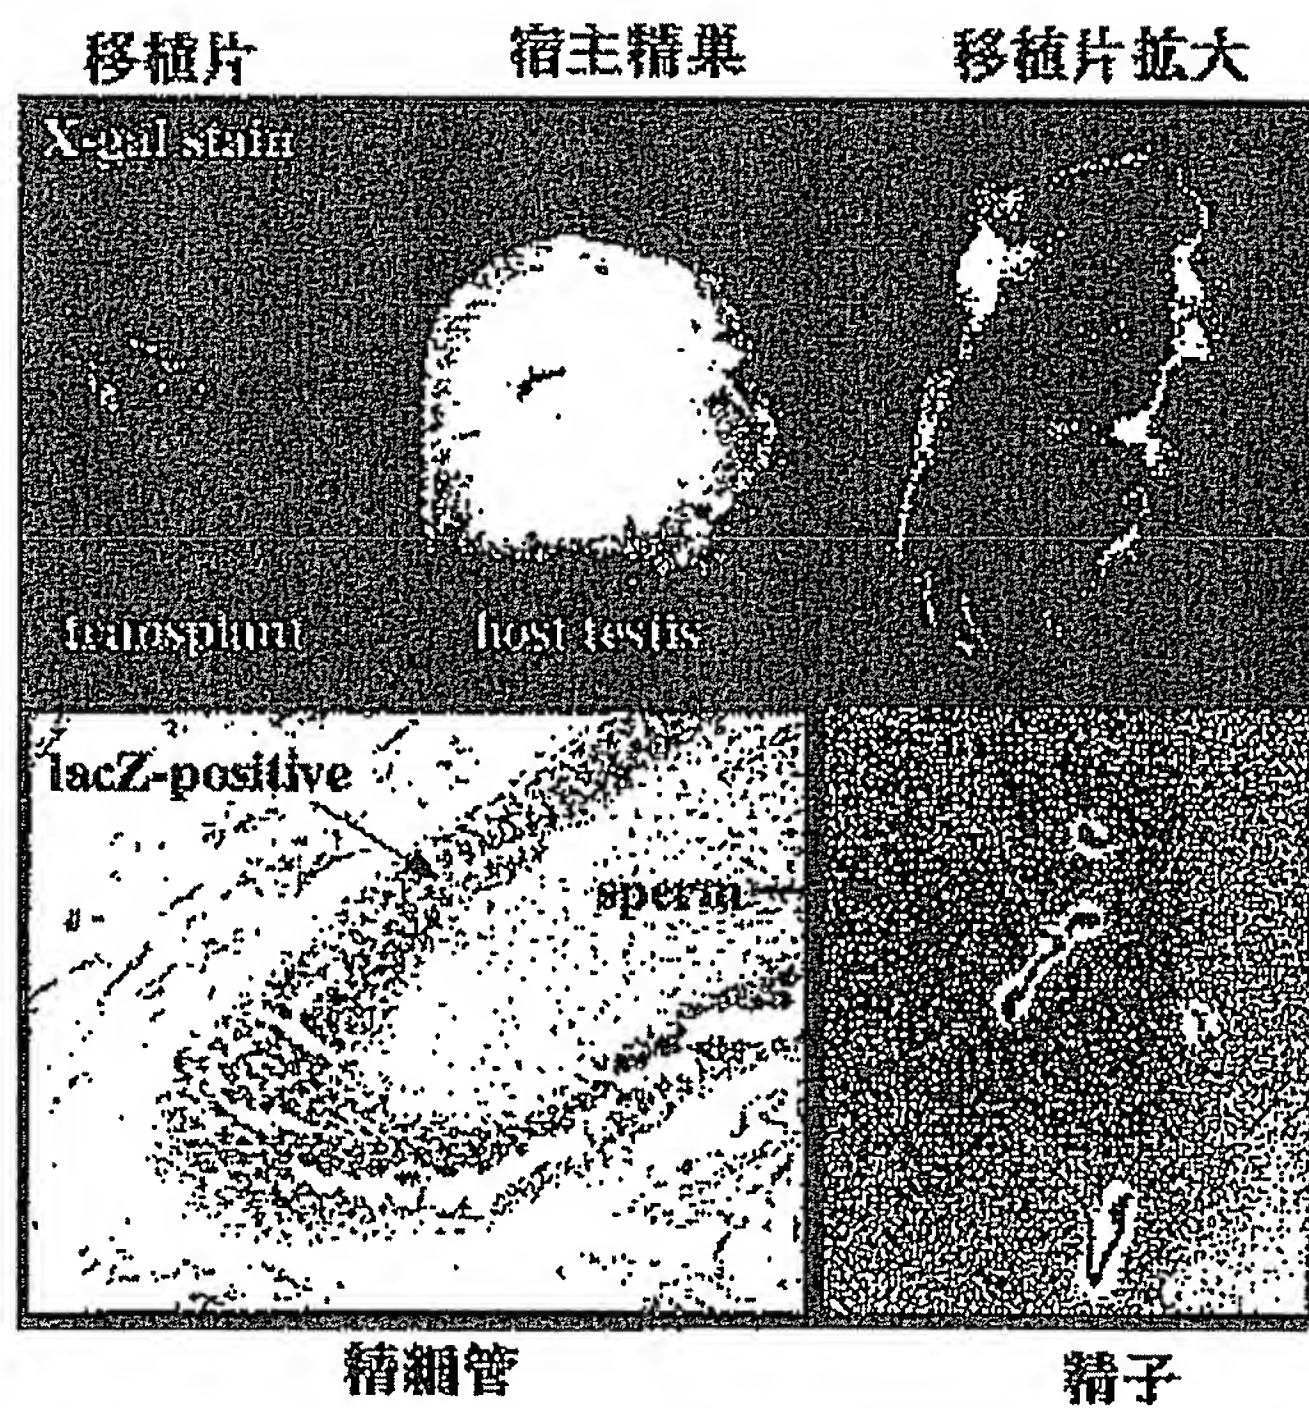 移植片 宿主精巣 移植片拡大
X-gal stain
transplant host testis
lacZ-positive
sperm
精細管 精子